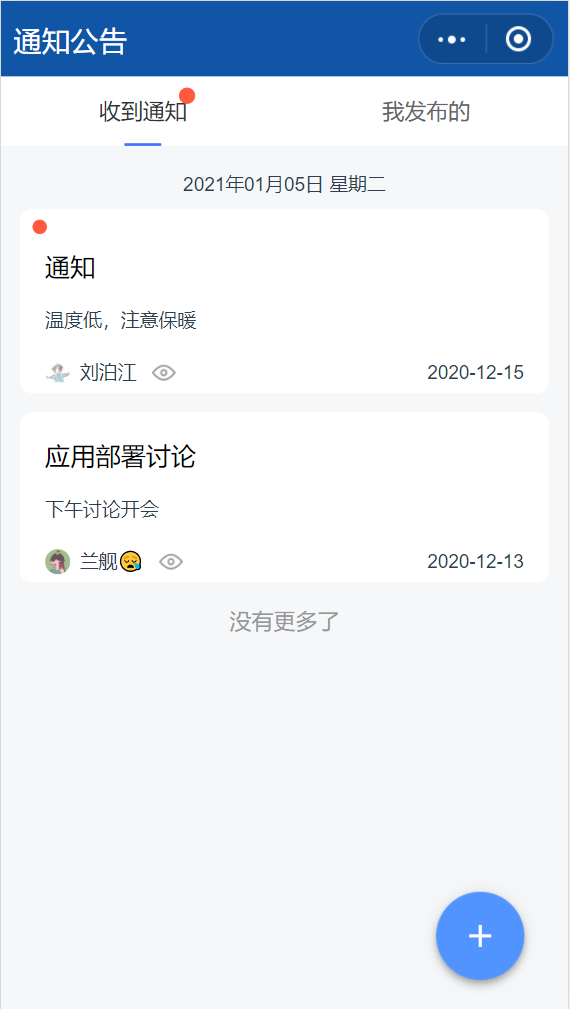 通知公告
收到通知 我发布的
2021年01月05日 星期二
通知
温度低，注意保暖
刘泊江 2020-12-15
应用部署讨论
下午讨论开会
兰舰😪 2020-12-13
没有更多了